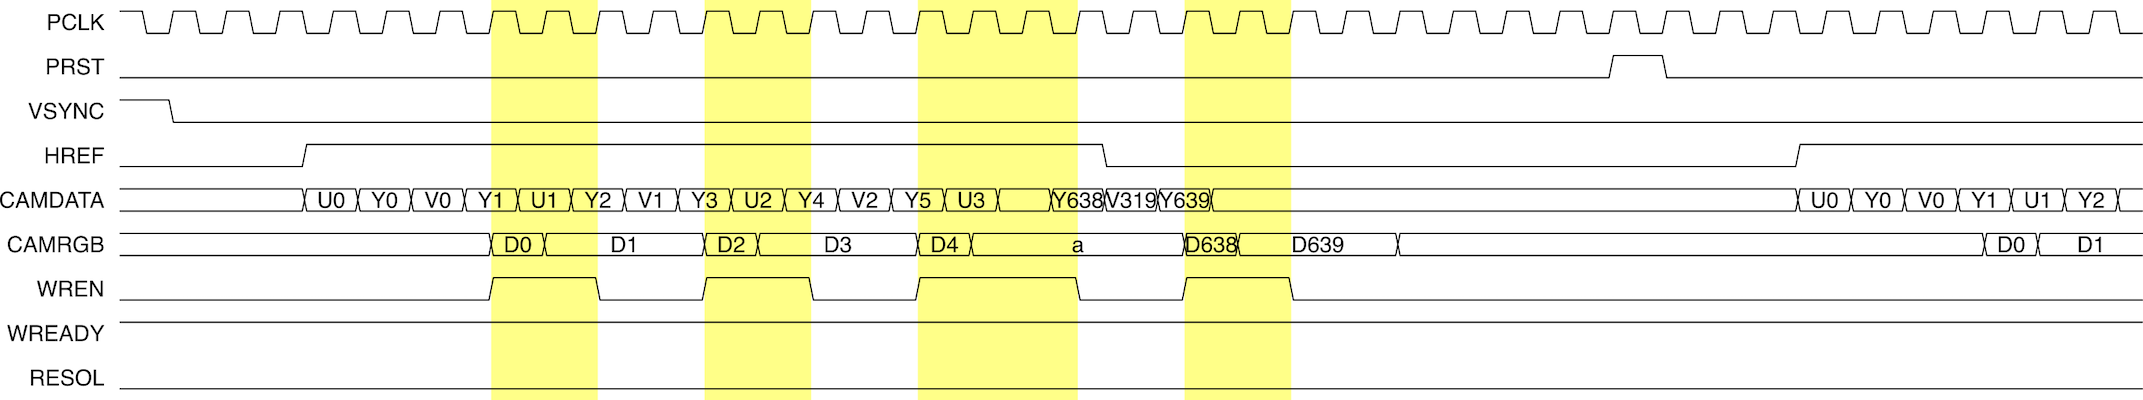 PCLK
PRST
VSYNC
HREF
CAMDATA U0 Y0 V0 Y1 U1 Y2 V1 Y3 U2 Y4 V2 Y5 U3 Y638 V319 Y639 U0 Y0 V0 Y1 U1 Y2
CAMRGB D0 D1 D2 D3 D4 a D638 D639 D0 D1
WREN
WREADY
RESOL